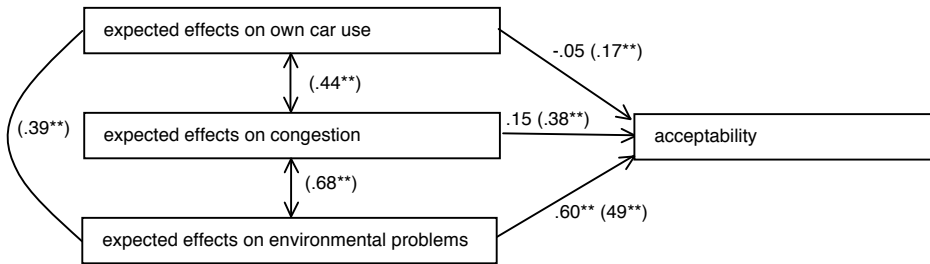 expected effects on own car use
-.05 (.17**)
(.44**)
(.39**)
expected effects on congestion
.15 (.38**)
acceptability
(.68**)
.60** (49**)
expected effects on environmental problems